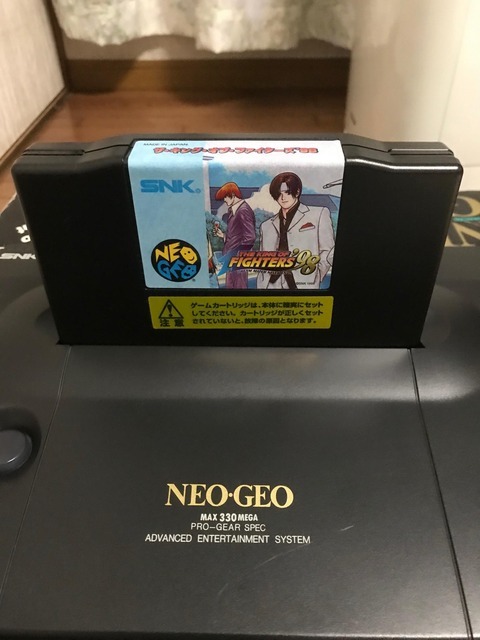 MADE IN JAPAN
ザ・キング・オブ・ファイターズ'98
SNK.
NEO
GEO
THE KING OF
FIGHTERS '98
注意
ゲームカートリッジは、本体に確実にセット
してください。カートリッジが正しくセット
されていないと、故障の原因となります。
SNK
NEO·GEO
MAX 330 MEGA
PRO-GEAR SPEC
ADVANCED ENTERTAINMENT SYSTEM